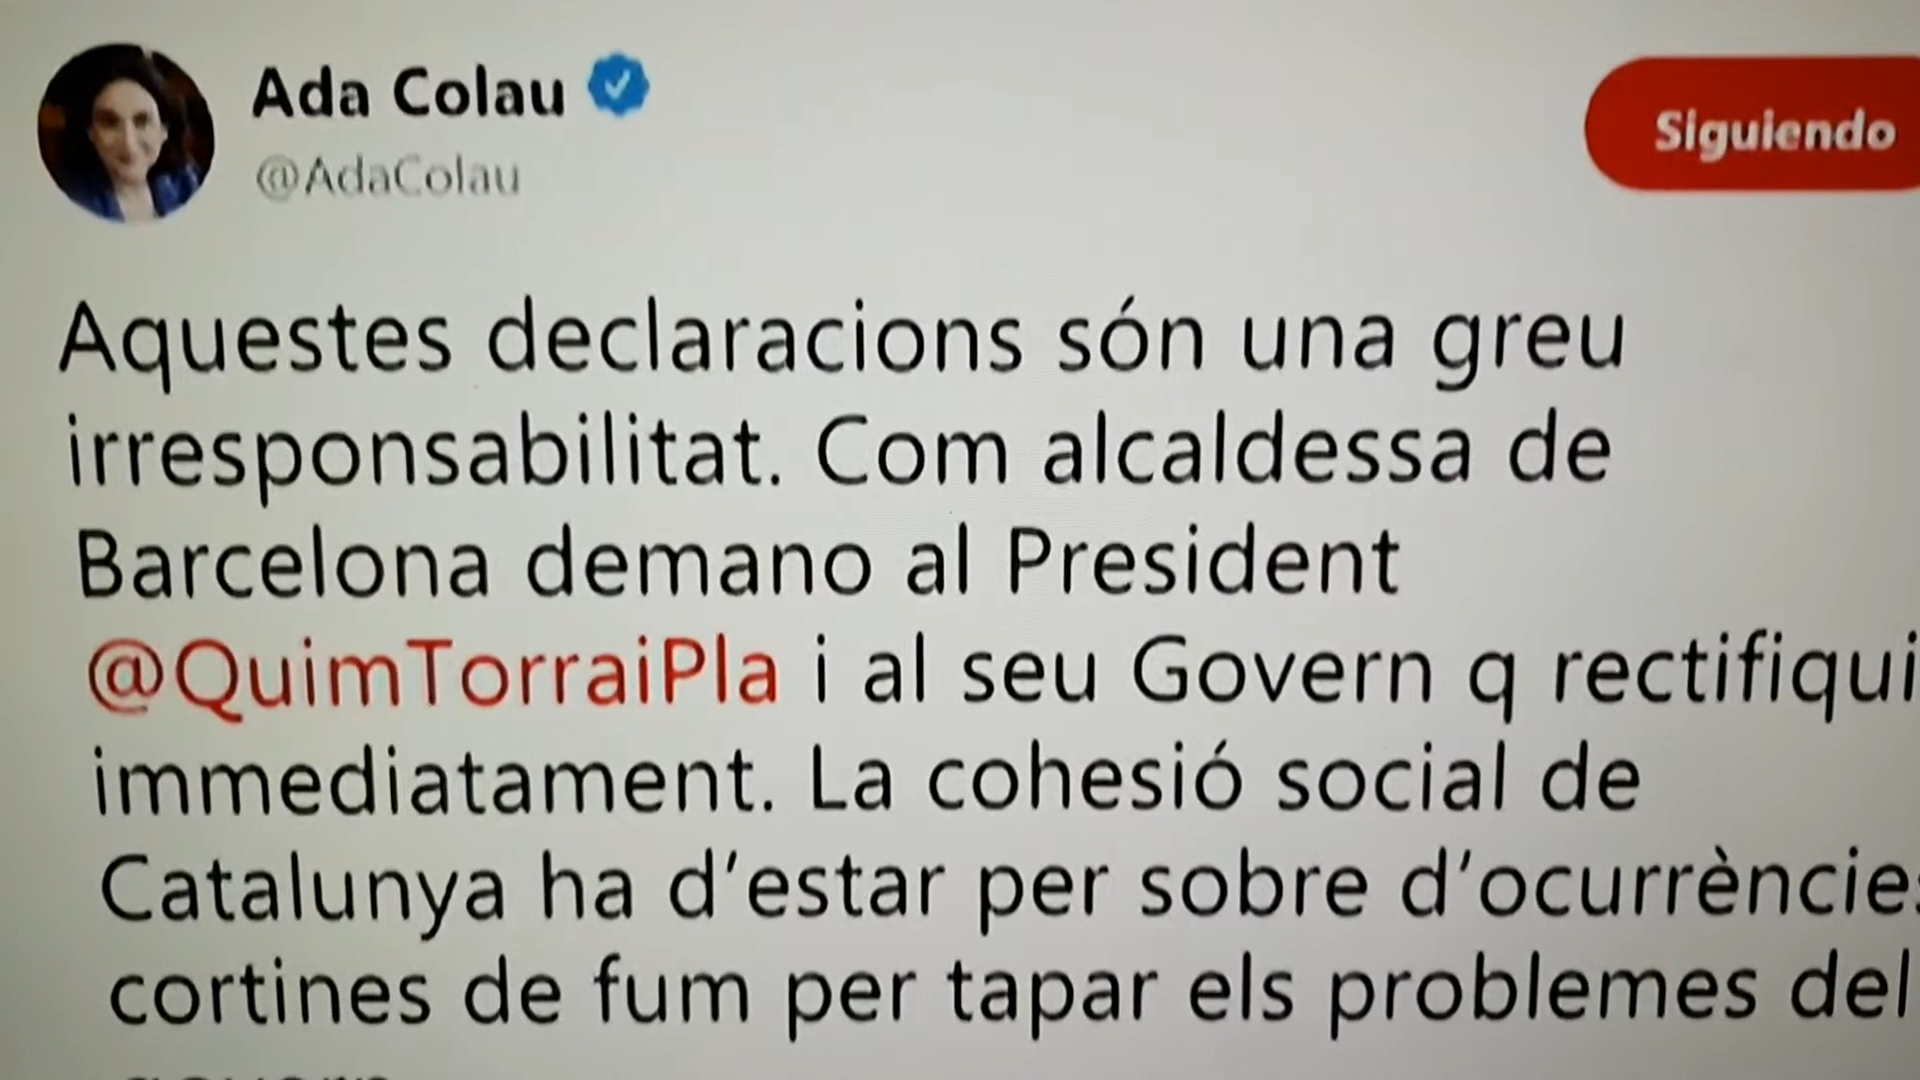 Ada Colau
@AdaColau
Siguiendo
Aquestes declaracions són una greu
irresponsabilitat. Com alcaldessa de
Barcelona demano al President
@QuimTorraiPla i al seu Govern q rectifiqui
immediatament. La cohesió social de
Catalunya ha d'estar per sobre d'ocurrències
cortines de fum per tapar els problemes del